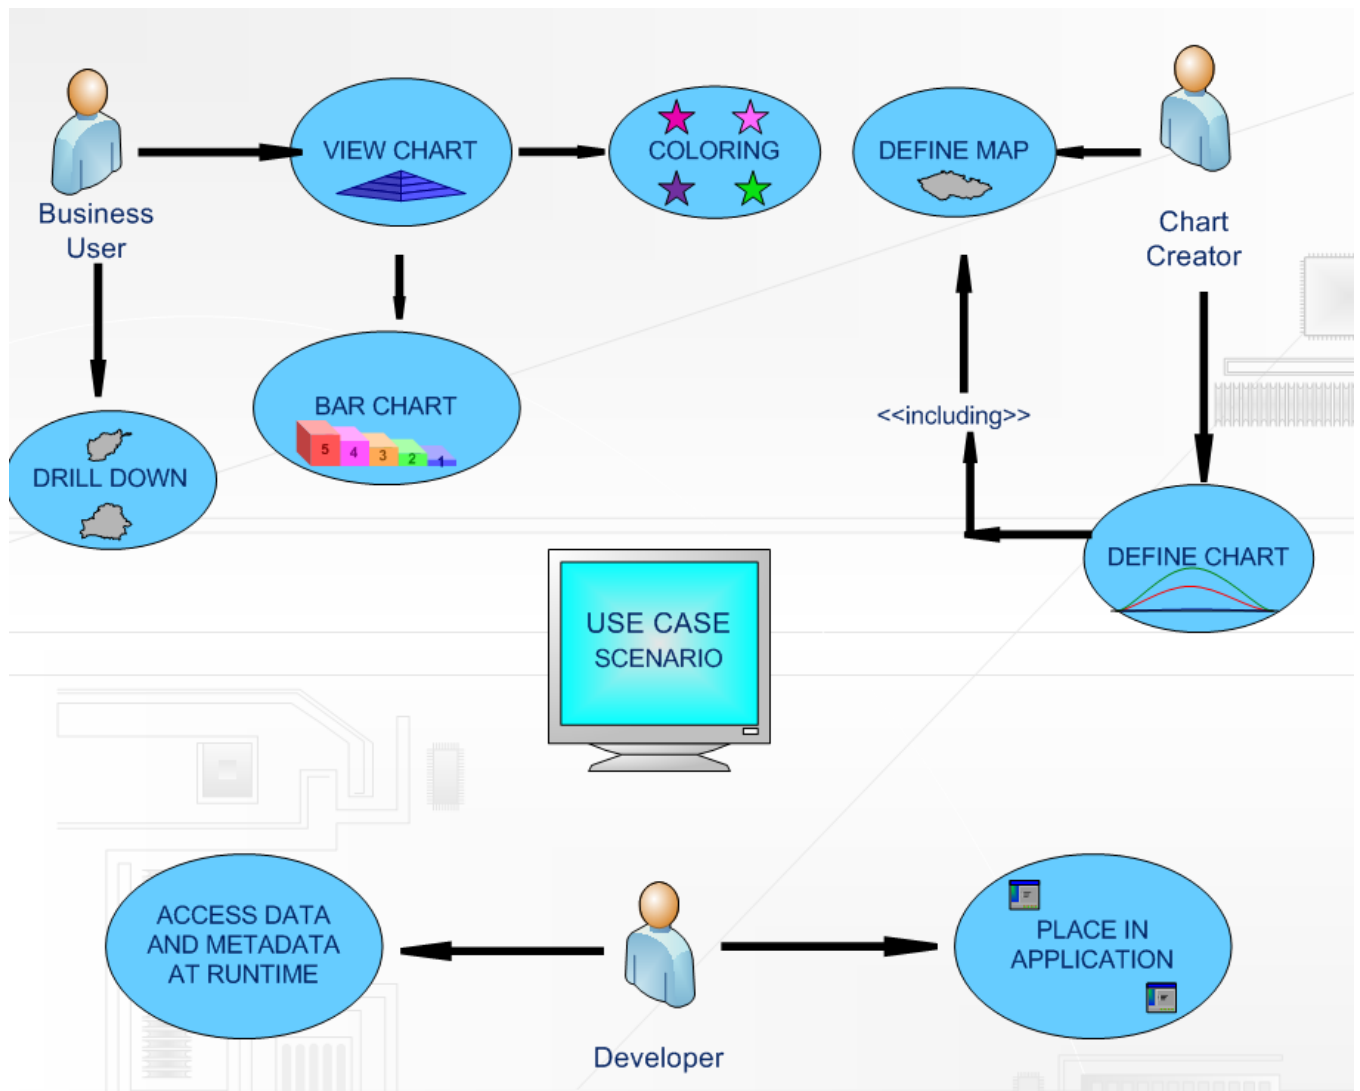 VIEW CHART
COLORING
DEFINE MAP
Business
User
Chart
Creator
BAR CHART
5
4
3
2
1
<<including>>
DRILL DOWN
DEFINE CHART
USE CASE
SCENARIO
ACCESS DATA
AND METADATA
AT RUNTIME
PLACE IN
APPLICATION
Developer